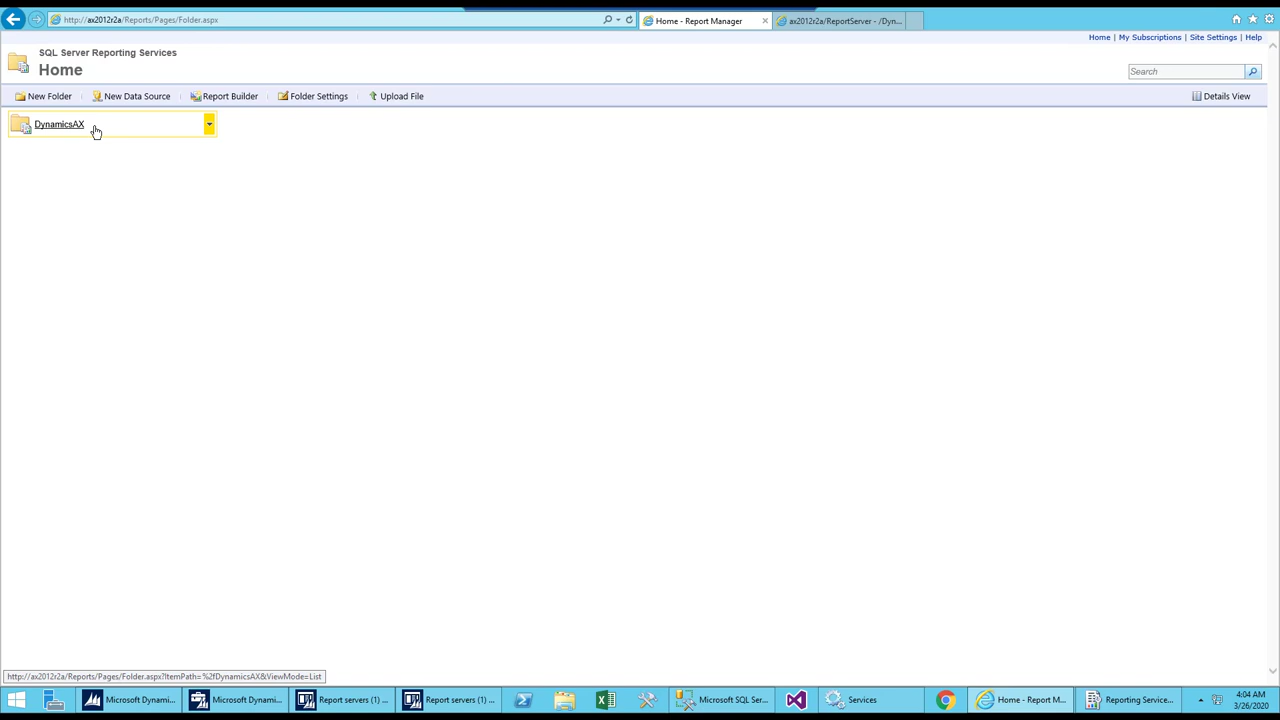 http://ax2012r2a/Reports/Pages/Folder.aspx
Home - Report Manager
ax2012r2a/ReportServer - /Dyn...
Home | My Subscriptions | Site Settings | Help
SQL Server Reporting Services
Home
Search
New Folder
New Data Source
Report Builder
Folder Settings
Upload File
Details View
DynamicsAX
http://ax2012r2a/Reports/Pages/Folder.aspx?ItemPath=%2fDynamicsAX&ViewMode=List
Microsoft Dynami...
Microsoft Dynami...
Report servers (1) ...
Report servers (1) ...
Microsoft SQL Ser...
Services
Home - Report M...
Reporting Service...
4:04 AM
3/26/2020